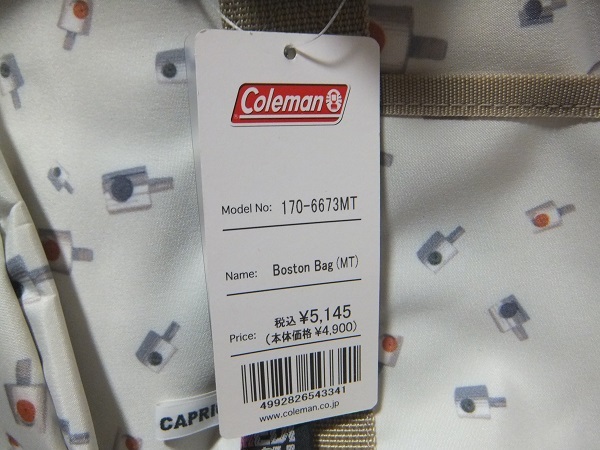 Coleman
Model No: 170-6673MT
Name: Boston Bag(MT)
税込 ¥5,145
Price: (本体価格 ¥4,900)
4992826543341
www.coleman.co.jp